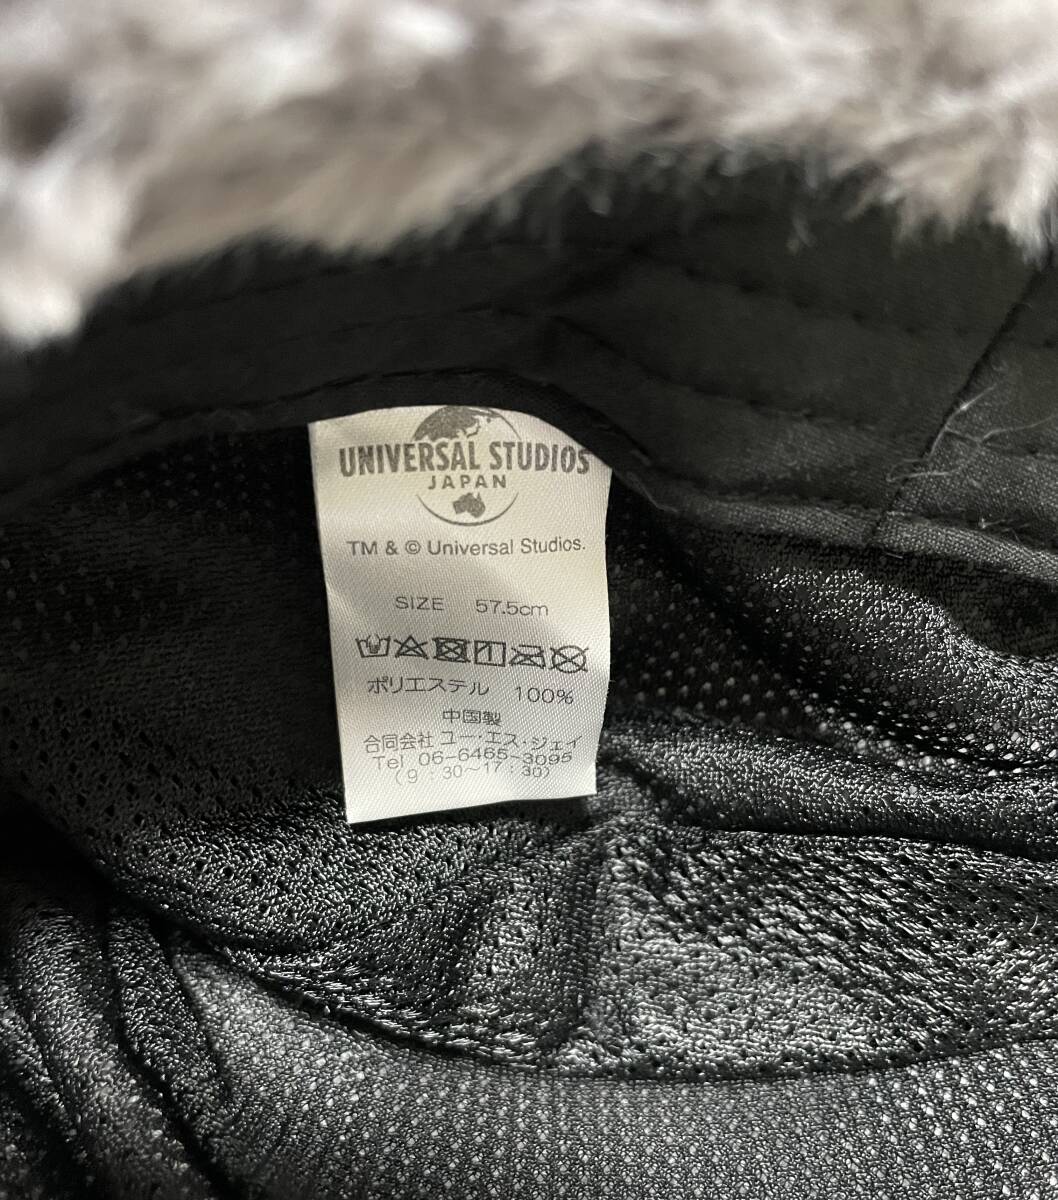 UNIVERSAL STUDIOS
JAPAN
TM & © Universal Studios.
SIZE 57.5cm
ポリエステル 100%
中国製
合同会社 ユー・エス・ジェイ
Tel 06-6465-3095
(9:30～17:30)